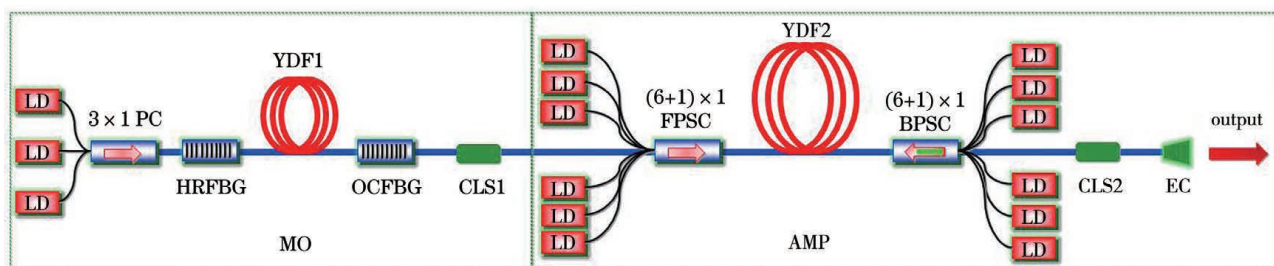 LD
LD
LD
3×1 PC
HRFBG
YDF1
OCFBG
CLS1
MO
LD
LD
LD
LD
LD
LD
(6+1)×1
FPSC
YDF2
(6+1)×1
BPSC
LD
LD
LD
LD
LD
LD
CLS2
EC
output
AMP